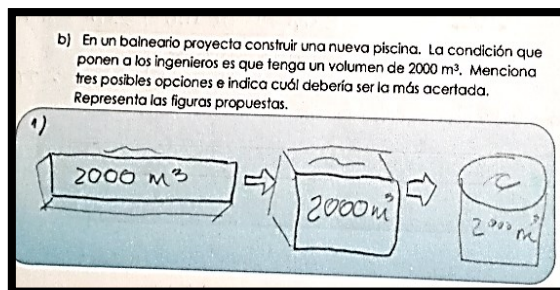 b) En un balneario proyecta construir una nueva piscina. La condición que
ponen a los ingenieros es que tenga un volumen de 2000 m³. Menciona
tres posibles opciones e indica cuál debería ser la más acertada.
Representa las figuras propuestas.
1)
2000 m³
2000 m³
2000 m³